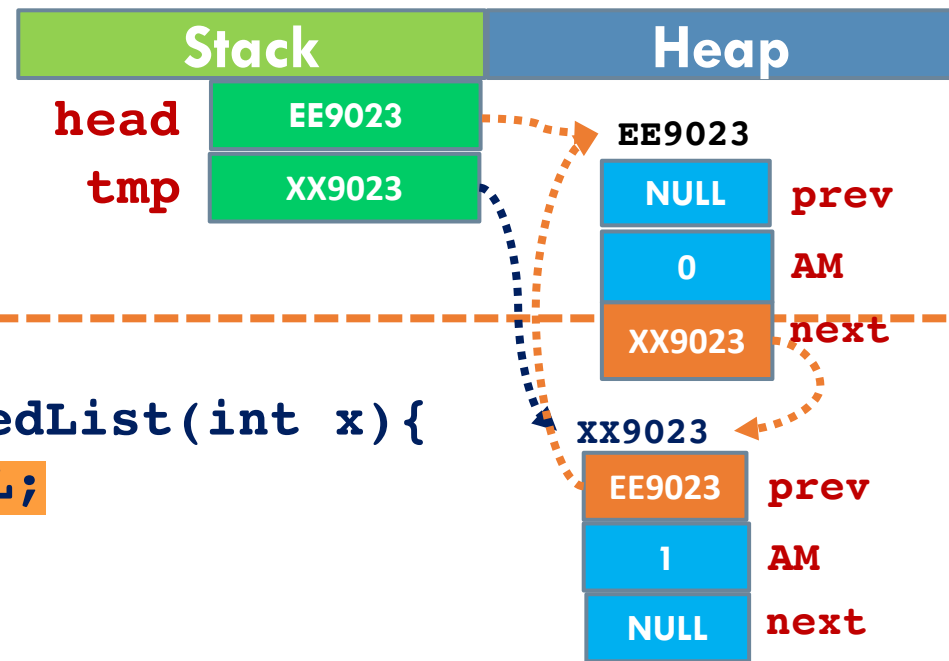 Stack Heap
head EE9023
EE9023
tmp XX9023
NULL prev
0 AM
XX9023 next
edList(int x){
XX9023
L;
EE9023 prev
1 AM
NULL next